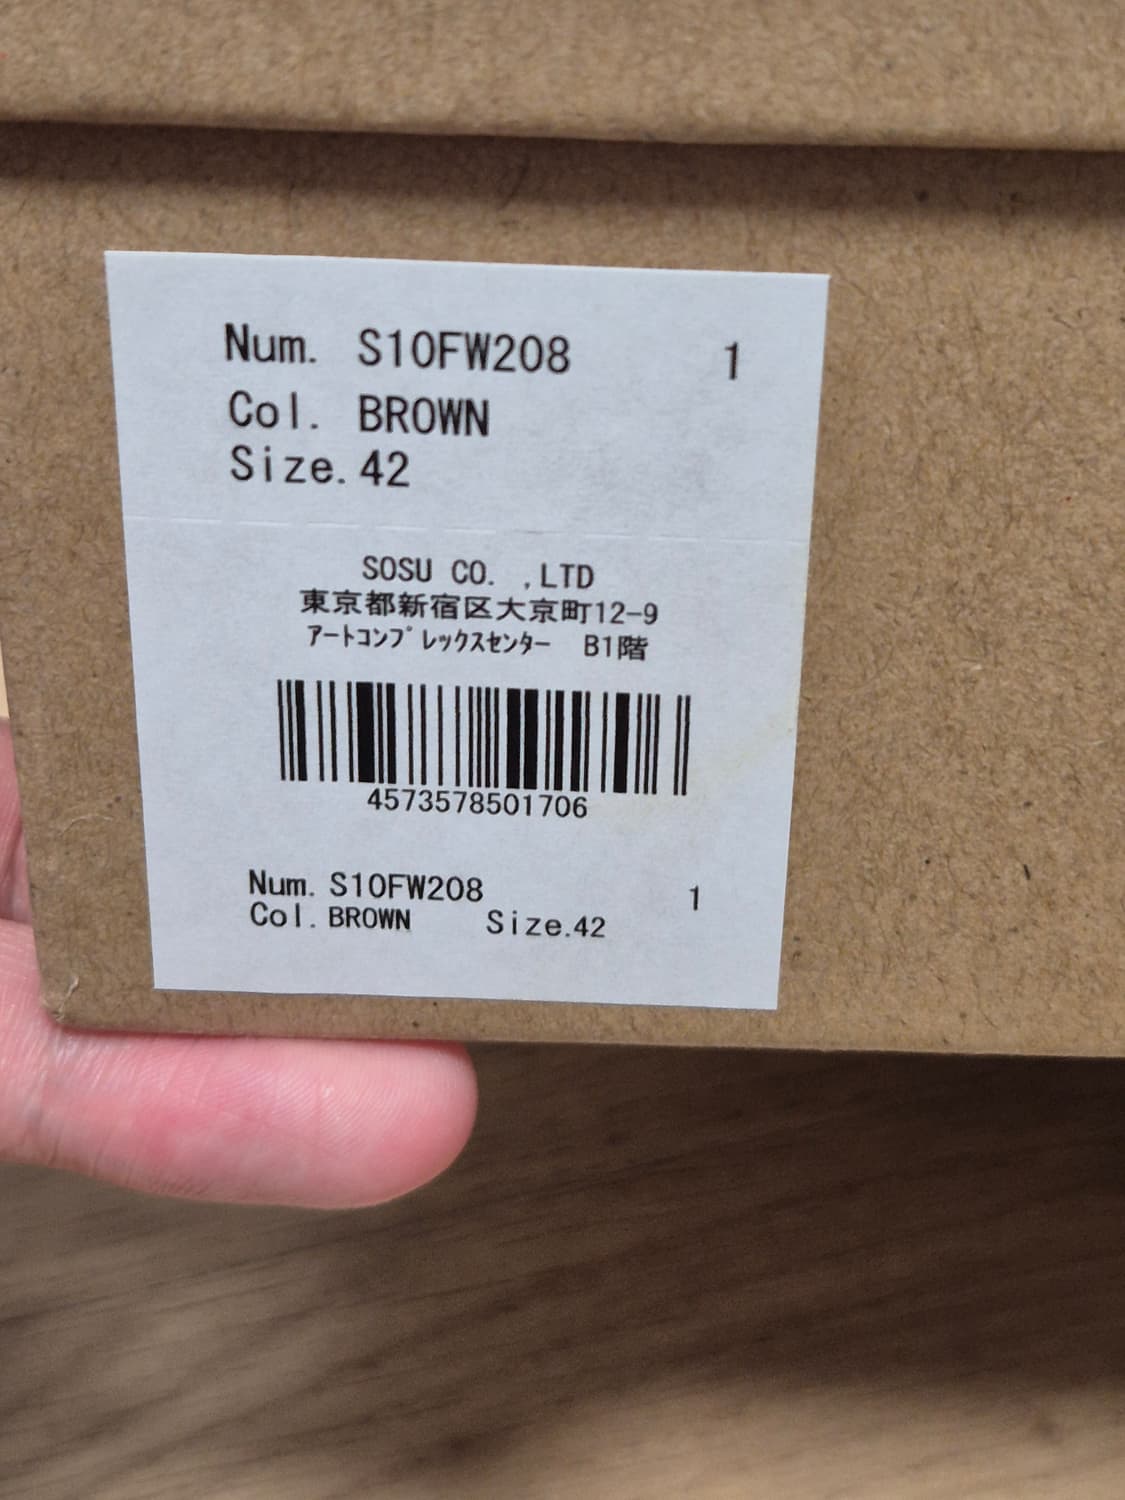 Num. S10FW208 1
Col. BROWN
Size. 42
SOSU CO. ,LTD
東京都新宿区大京町12-9
アートコンプレックスセンター B1階
4573578501706
Num. S10FW208 1
Col. BROWN Size.42